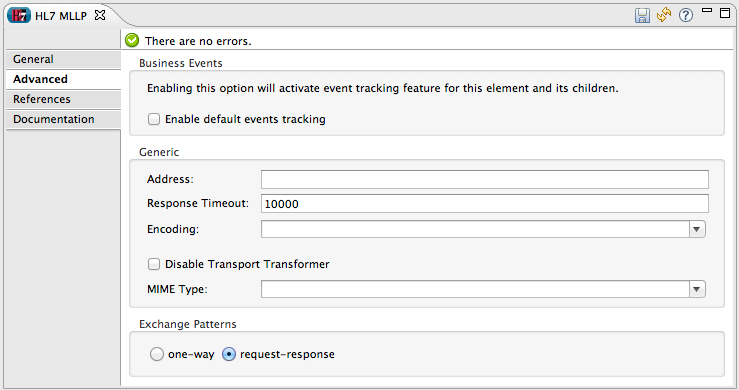 HL7 HL7 MLLP
There are no errors.
General
Advanced
References
Documentation
Business Events
Enabling this option will activate event tracking feature for this element and its children.
Enable default events tracking
Generic
Address:
Response Timeout: 10000
Encoding:
Disable Transport Transformer
MIME Type:
Exchange Patterns
one-way request-response